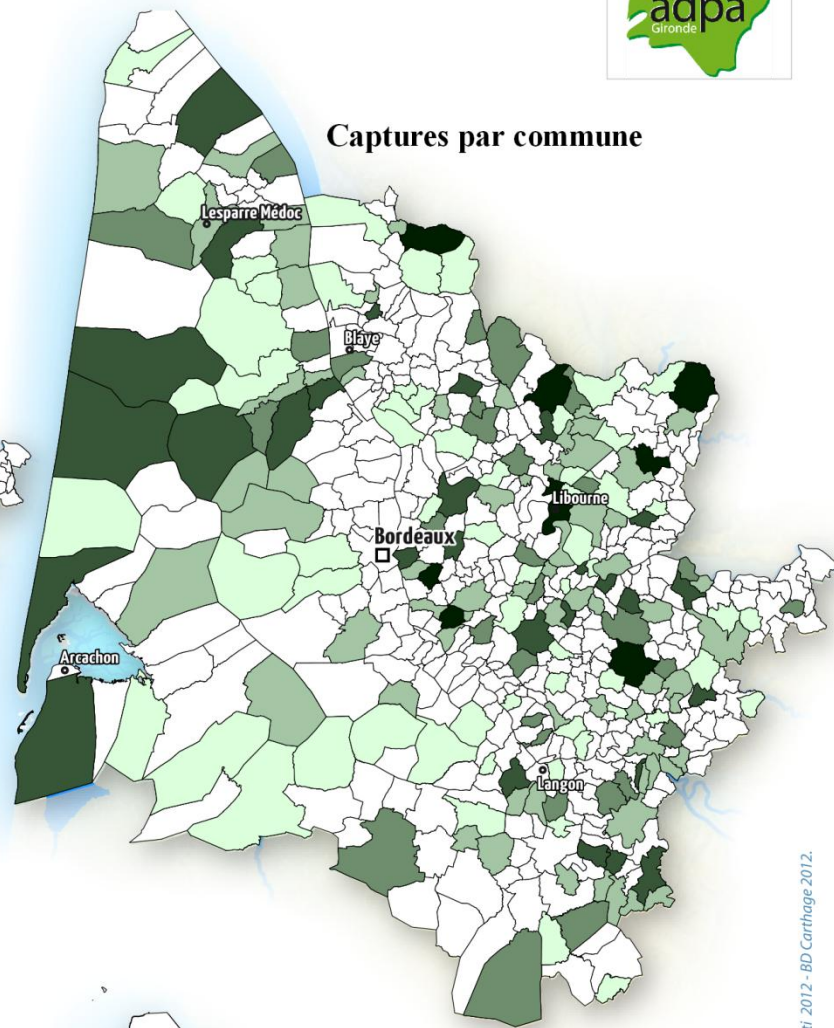 adpa
Gironde
Captures par commune
Lesparre Médoc
Blaye
Libourne
Bordeaux
Arcachon
Langon
2012 - BD Carthage 2012.